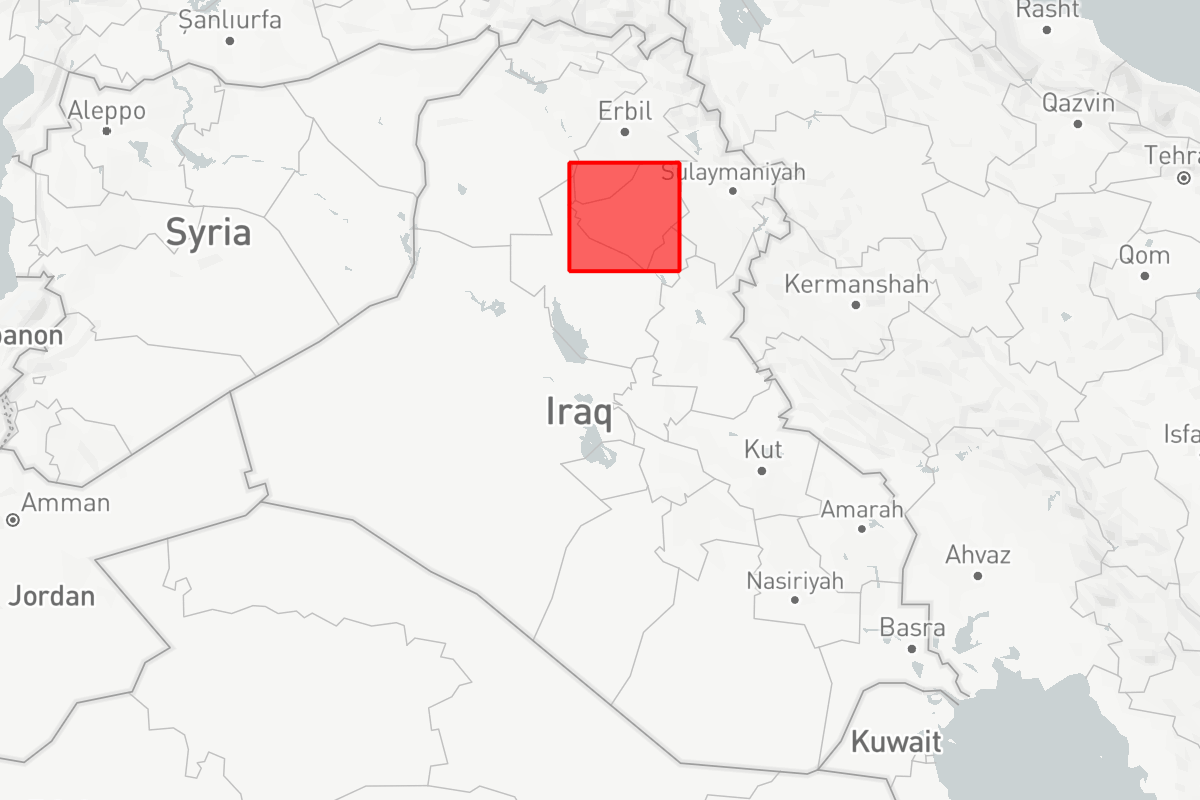 Şanlıurfa
Rasht
Aleppo
Erbil
Qazvin
Tehra
Sulaymaniyah
Syria
Qom
Kermanshah
banon
Iraq
Isfa
Kut
Amman
Amarah
Ahvaz
Nasiriyah
Jordan
Basra
Kuwait